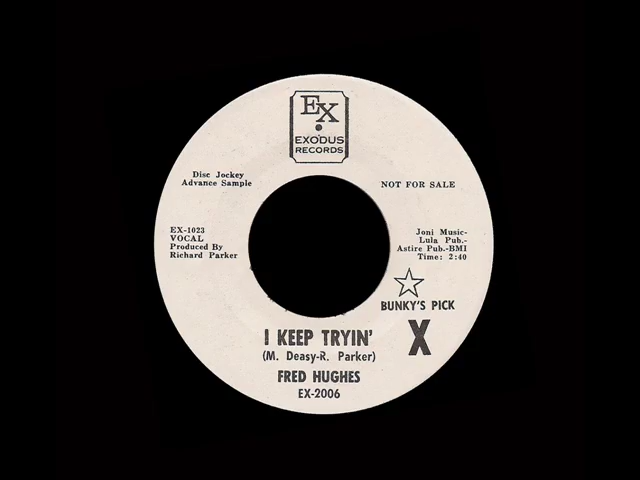 EX
EXODUS
RECORDS
Disc Jockey
Advance Sample
NOT FOR SALE
EX-1023
VOCAL
Produced By
Richard Parker
Joni Music-
Lula Pub.-
Astire Pub.-BMI
Time: 2:40
BUNKY'S PICK
X
I KEEP TRYIN'
(M. Deasy-R. Parker)
FRED HUGHES
EX-2006